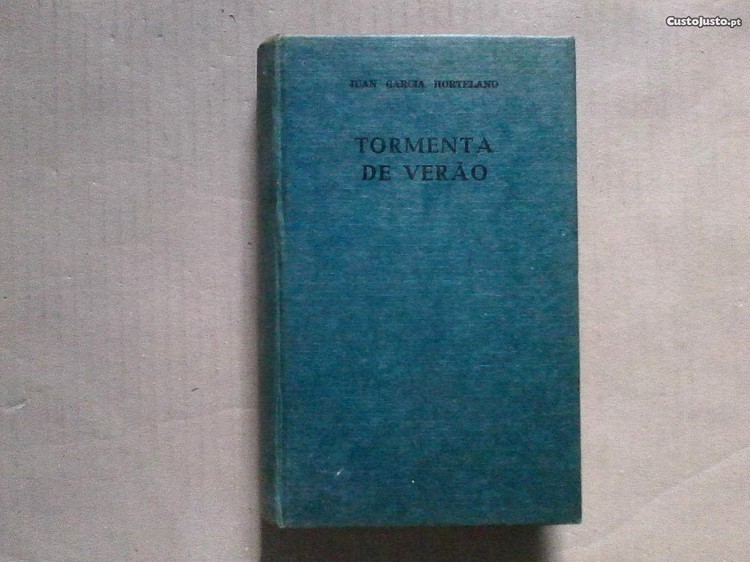 CustoJusto.pt
JUAN GARCIA HORTELANO
TORMENTA
DE VERÃO